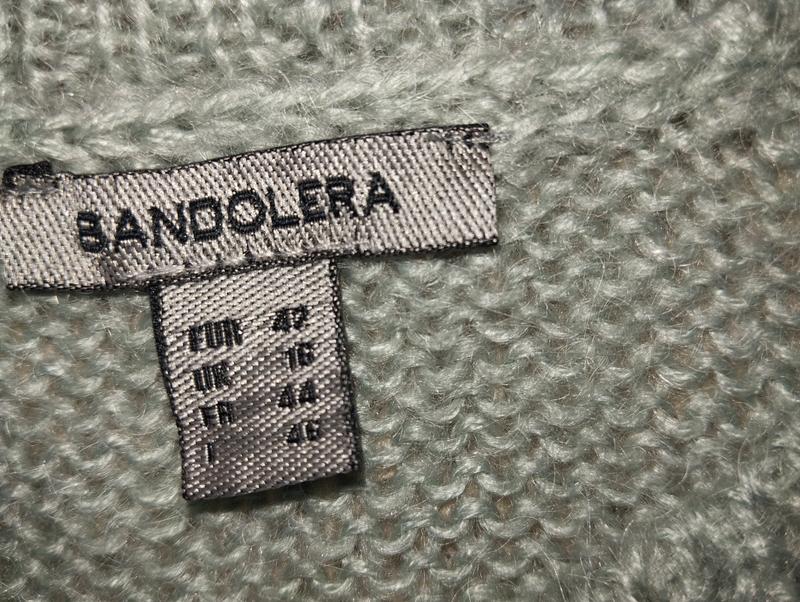 BANDOLERA
EUR 42
UK 16
FR 44
I 46